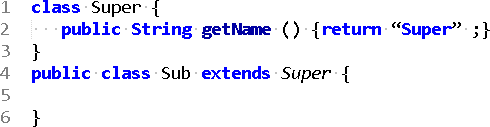 1 class Super {
2 public String getName () {return “Super” ;}
3 }
4 public class Sub extends Super {
5
6 }